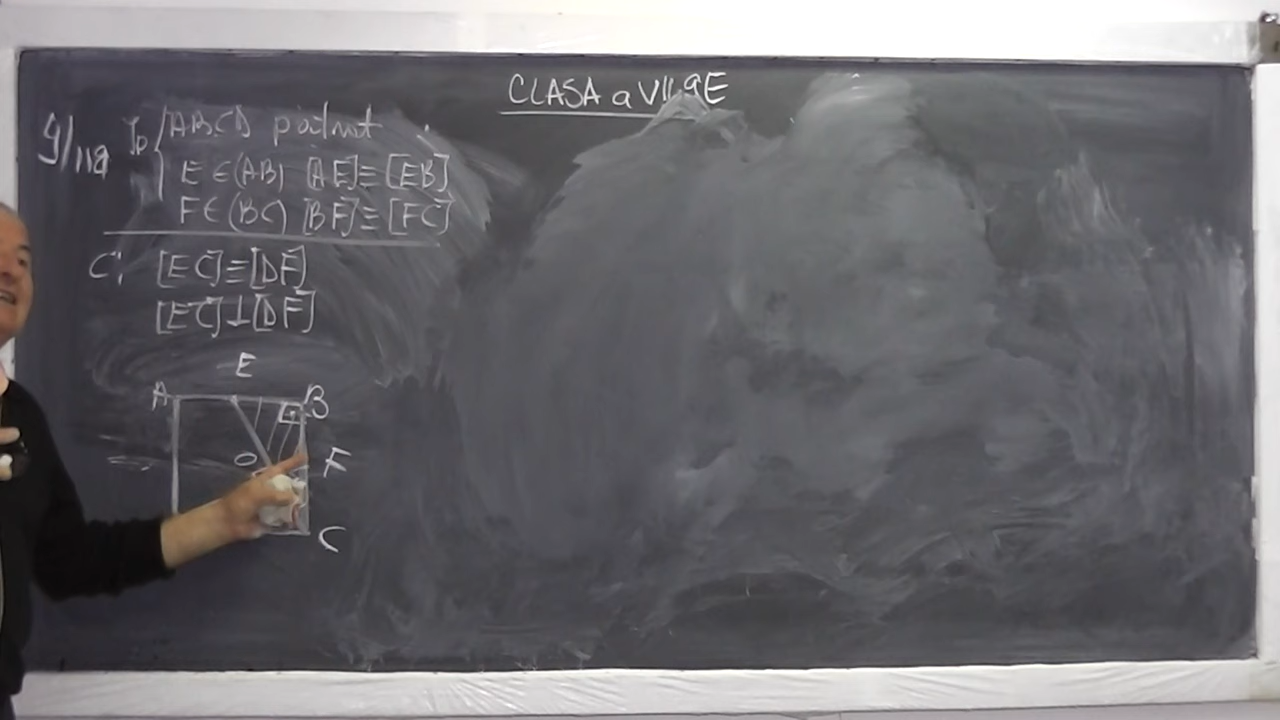 CLASA a VII-a E
9/118 Ip ABCD pătrat
E ∈ (AB) [AE] ≡ [EB]
F ∈ (BC) [BF] ≡ [FC]
C: [EC] ≡ [DF]
[EC] ⊥ [DF]
E
A B
O F
C